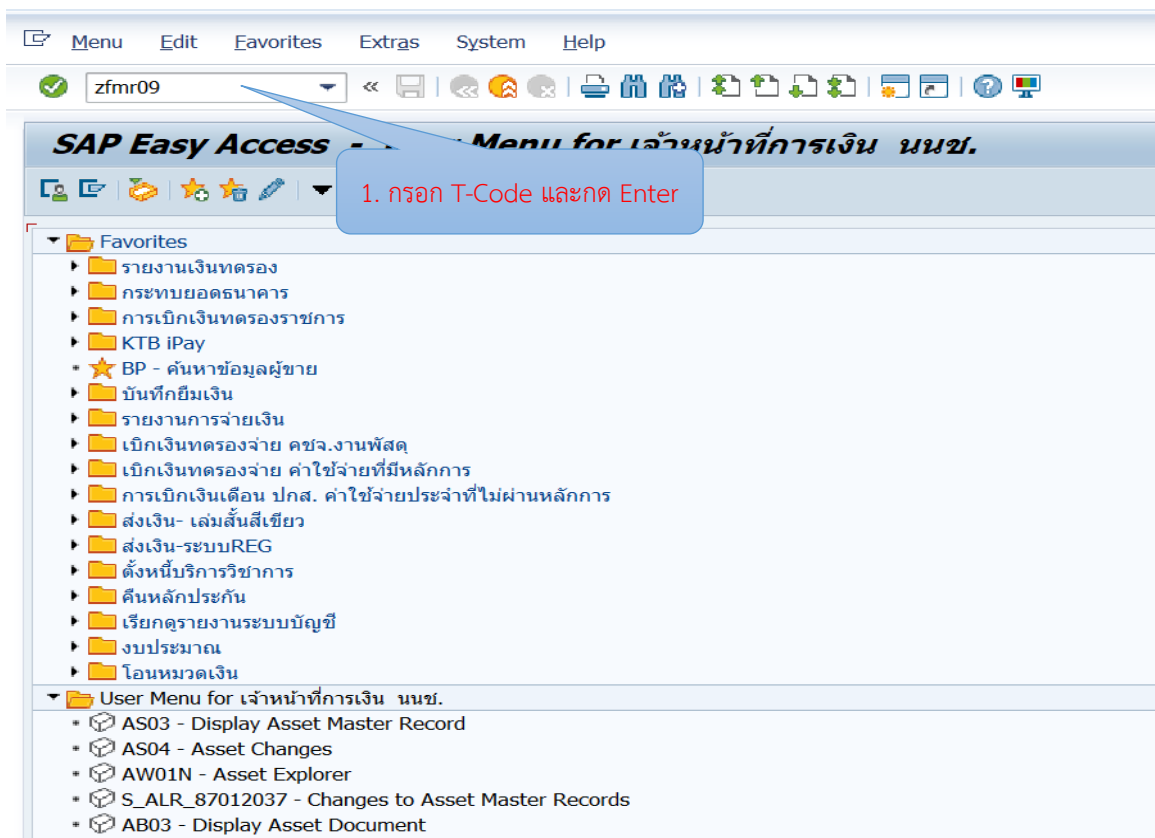 Menu Edit Favorites Extras System Help
zfmr09
SAP Easy Access - Menu for เจ้าหน้าที่การเงิน นนช.
1. กรอก T-Code และกด Enter
Favorites
รายงานเงินทดรอง
กระทบยอดธนาคาร
การเบิกเงินทดรองราชการ
KTB iPay
BP - ค้นหาข้อมูลผู้ขาย
บันทึกยืมเงิน
รายงานการจ่ายเงิน
เบิกเงินทดรองจ่าย คชจ.งานพัสดุ
เบิกเงินทดรองจ่าย ค่าใช้จ่ายที่มีหลักการ
การเบิกเงินเดือน ปกส. ค่าใช้จ่ายประจำที่ไม่ผ่านหลักการ
ส่งเงิน- เล่มสั้นสีเขียว
ส่งเงิน-ระบบREG
ตั้งหนี้บริการวิชาการ
คืนหลักประกัน
เรียกดูรายงานระบบบัญชี
งบประมาณ
โอนหมวดเงิน
User Menu for เจ้าหน้าที่การเงิน นนช.
AS03 - Display Asset Master Record
AS04 - Asset Changes
AW01N - Asset Explorer
S_ALR_87012037 - Changes to Asset Master Records
AB03 - Display Asset Document